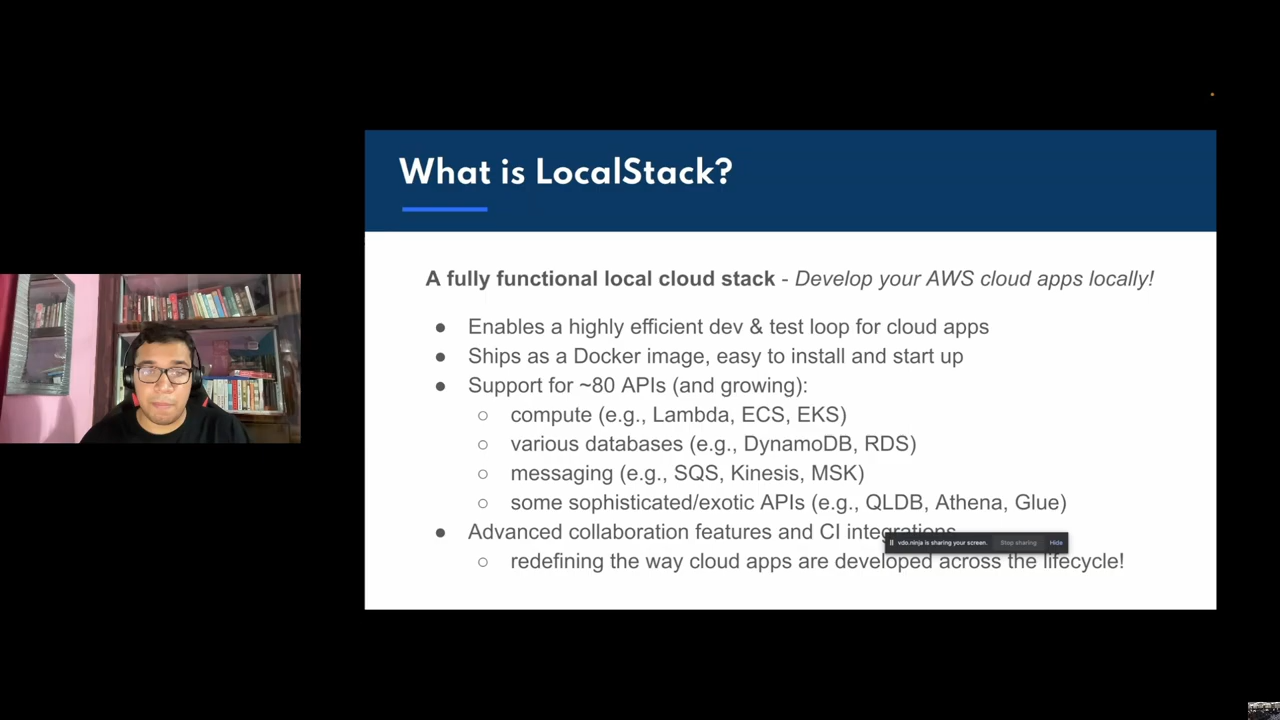 What is LocalStack?
A fully functional local cloud stack - Develop your AWS cloud apps locally!
● Enables a highly efficient dev & test loop for cloud apps
● Ships as a Docker image, easy to install and start up
● Support for ~80 APIs (and growing):
○ compute (e.g., Lambda, ECS, EKS)
○ various databases (e.g., DynamoDB, RDS)
○ messaging (e.g., SQS, Kinesis, MSK)
○ some sophisticated/exotic APIs (e.g., QLDB, Athena, Glue)
● Advanced collaboration features and CI integrations
vdo.ninja is sharing your screen. Stop sharing Hide
○ redefining the way cloud apps are developed across the lifecycle!